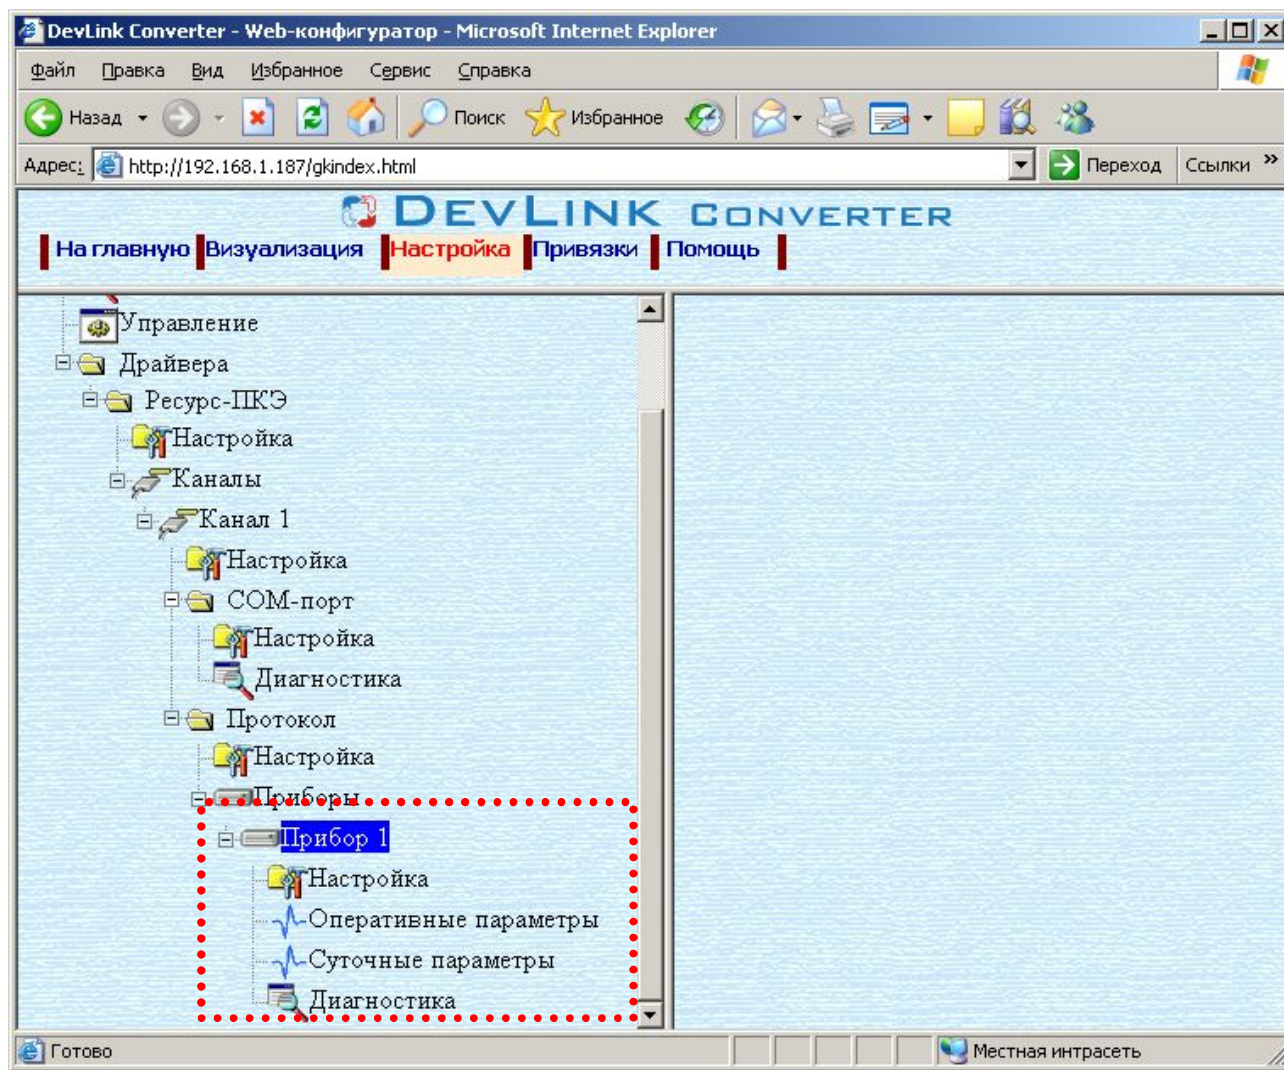 DevLink Converter - Web-конфигуратор - Microsoft Internet Explorer
Файл Правка Вид Избранное Сервис Справка
Назад Поиск Избранное
Адрес: http://192.168.1.187/gkindex.html Переход Ссылки »
DEVLINK CONVERTER
На главную Визуализация Настройка Привязки Помощь
Управление
Драйвера
Ресурс-ПКЭ
Настройка
Каналы
Канал 1
Настройка
COM-порт
Настройка
Диагностика
Протокол
Настройка
Приборы
Прибор 1
Настройка
Оперативные параметры
Суточные параметры
Диагностика
Готово Местная интрасеть